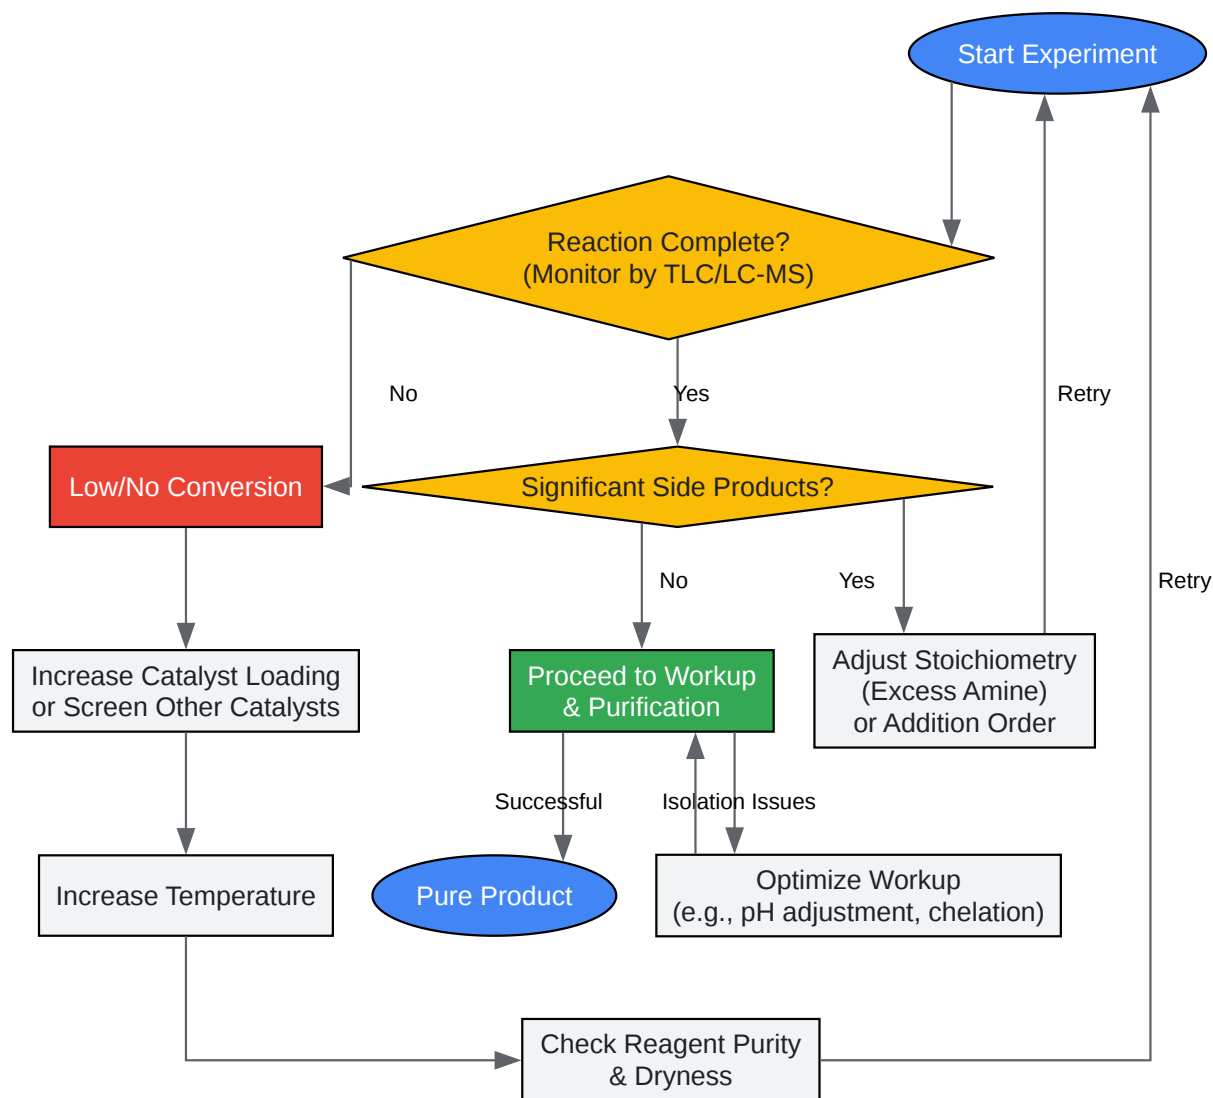 Start Experiment
Reaction Complete?
(Monitor by TLC/LC-MS)
No
Yes
Retry
Low/No Conversion
Significant Side Products?
No
Yes
Retry
Increase Catalyst Loading
or Screen Other Catalysts
Proceed to Workup
& Purification
Adjust Stoichiometry
(Excess Amine)
or Addition Order
Successful
Isolation Issues
Increase Temperature
Pure Product
Optimize Workup
(e.g., pH adjustment, chelation)
Check Reagent Purity
& Dryness